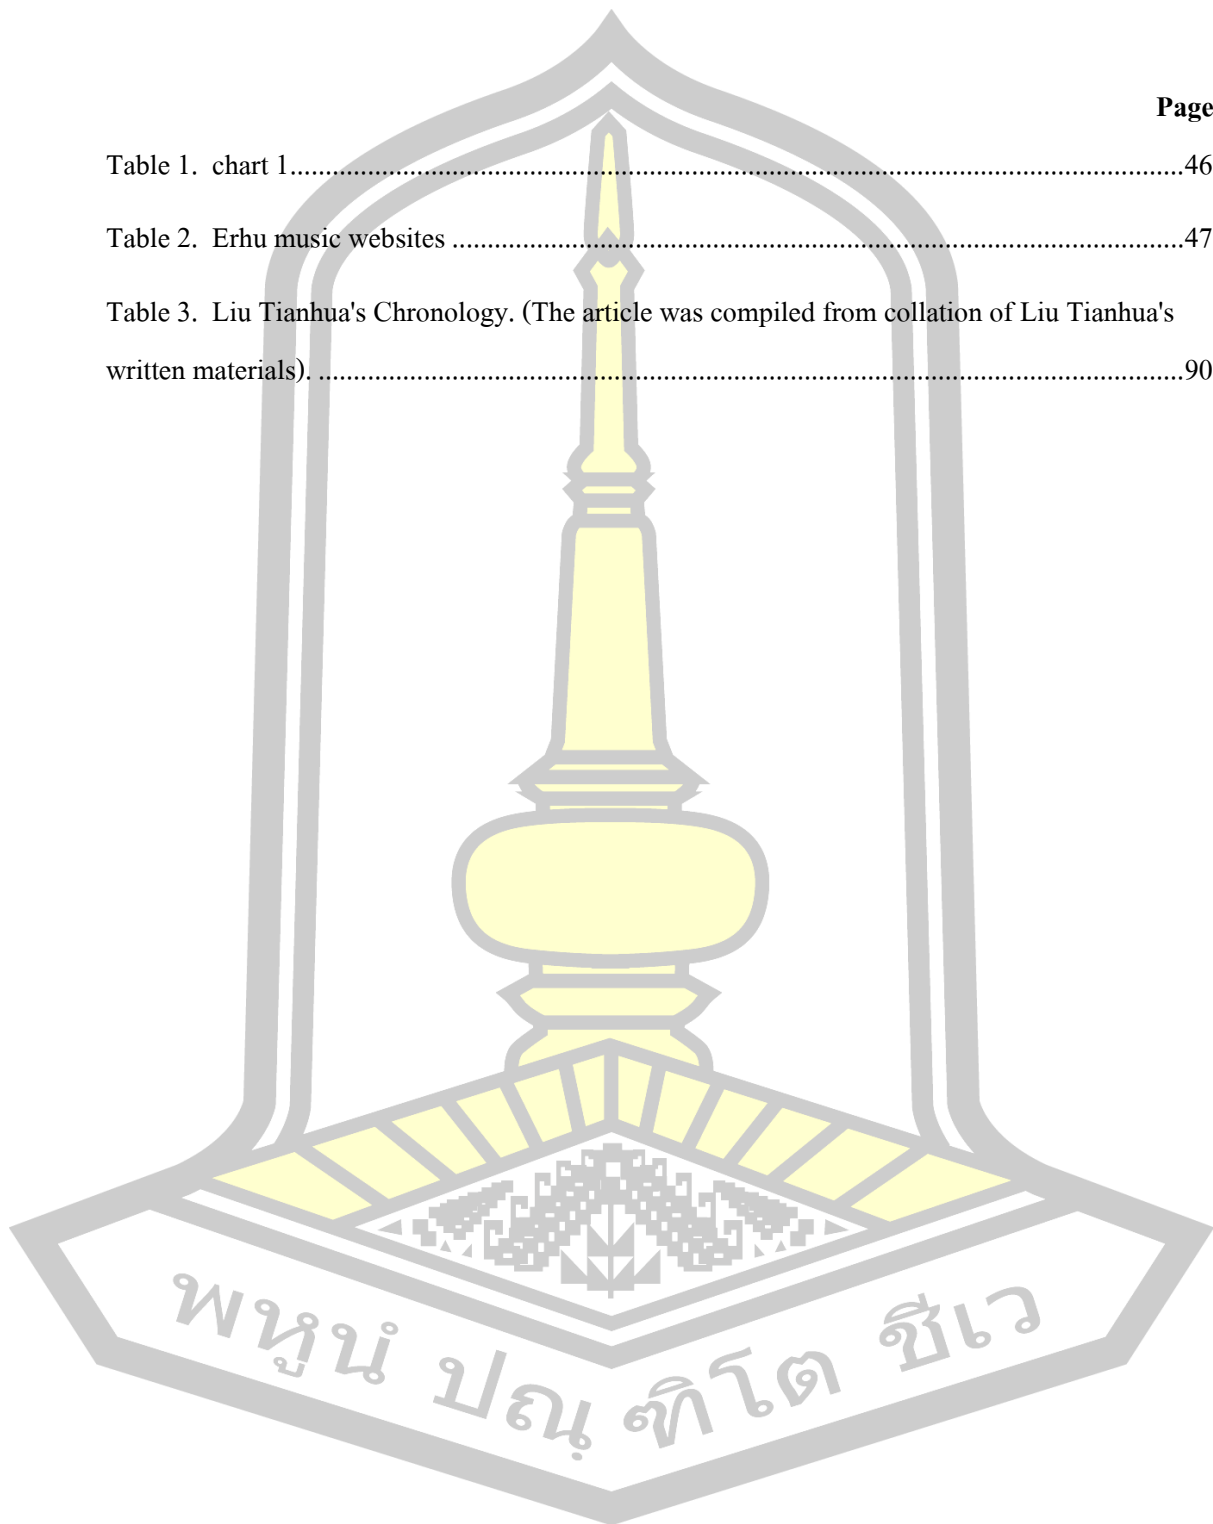 Page
Table 1. chart 1...............................................................................................................................46
Table 2. Erhu music websites ........................................................................................................47
Table 3. Liu Tianhua's Chronology. (The article was compiled from collation of Liu Tianhua's
written materials). ...........................................................................................................................90
พหูนํ ปณฺฑิโต ชีเว